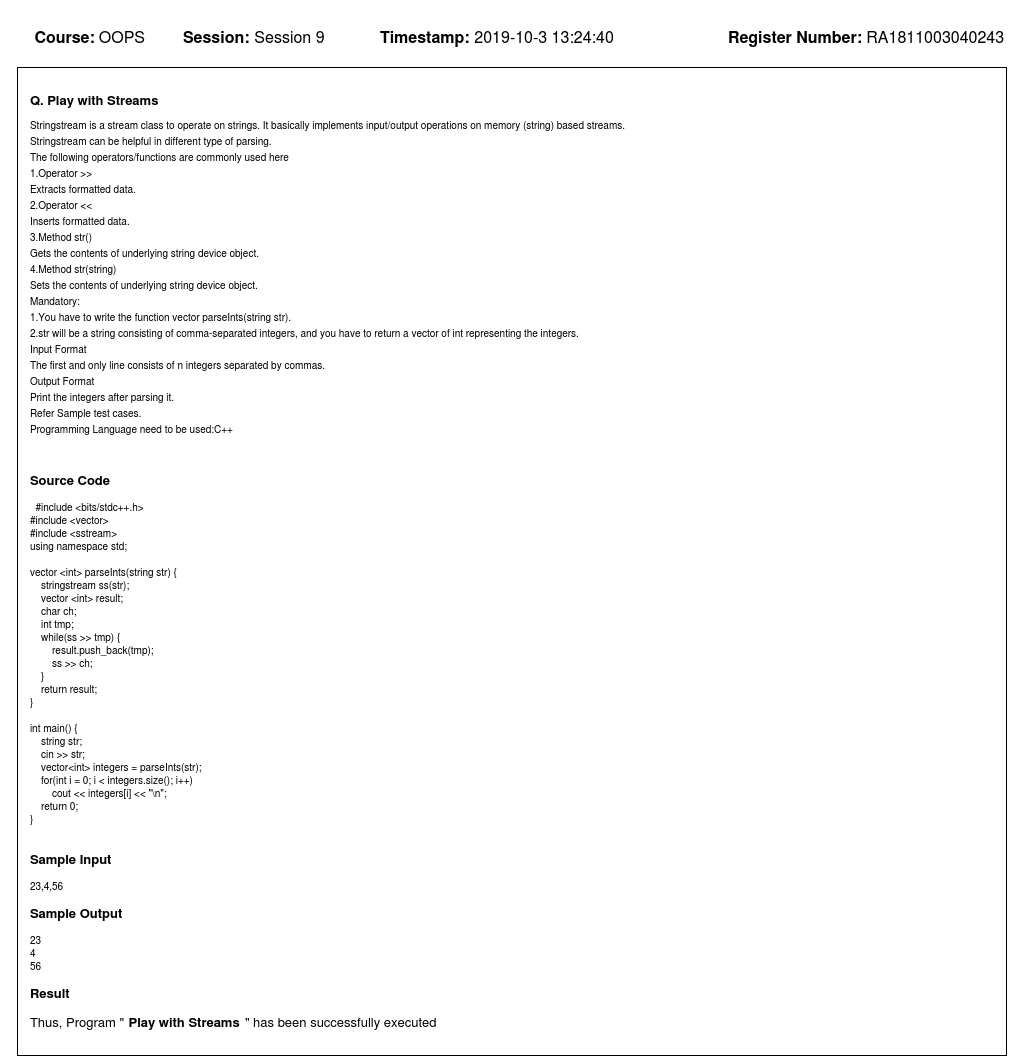 Course: OOPS Session: Session 9 Timestamp: 2019-10-3 13:24:40 Register Number: RA1811003040243
Q. Play with Streams
Stringstream is a stream class to operate on strings. It basically implements input/output operations on memory (string) based streams.
Stringstream can be helpful in different type of parsing.
The following operators/functions are commonly used here
1.Operator >>
Extracts formatted data.
2.Operator <<
Inserts formatted data.
3.Method str()
Gets the contents of underlying string device object.
4.Method str(string)
Sets the contents of underlying string device object.
Mandatory:
1.You have to write the function vector parseInts(string str).
2.str will be a string consisting of comma-separated integers, and you have to return a vector of int representing the integers.
Input Format
The first and only line consists of n integers separated by commas.
Output Format
Print the integers after parsing it.
Refer Sample test cases.
Programming Language need to be used:C++
Source Code
#include <bits/stdc++.h>
#include <vector>
#include <sstream>
using namespace std;
vector <int> parseInts(string str) {
stringstream ss(str);
vector <int> result;
char ch;
int tmp;
while(ss >> tmp) {
result.push_back(tmp);
ss >> ch;
}
return result;
}
int main() {
string str;
cin >> str;
vector<int> integers = parseInts(str);
for(int i = 0; i < integers.size(); i++)
cout << integers[i] << "\n";
return 0;
}
Sample Input
23,4,56
Sample Output
23
4
56
Result
Thus, Program " Play with Streams " has been successfully executed